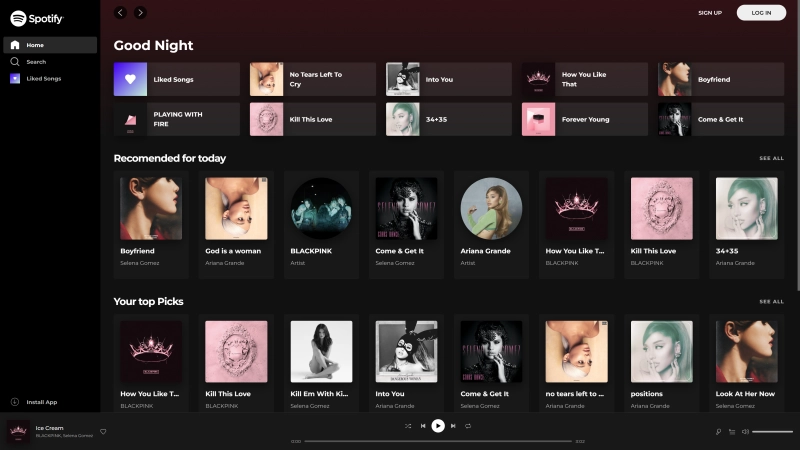 Spotify
Home
Search
Liked Songs
Install App
SIGN UP
LOG IN
Good Night
Liked Songs
No Tears Left To
Cry
Into You
How You Like
That
Boyfriend
PLAYING WITH
FIRE
Kill This Love
34+35
Forever Young
Come & Get It
Recomended for today
SEE ALL
Boyfriend
Selena Gomez
God is a woman
Ariana Grande
BLACKPINK
Artist
Come & Get It
Selena Gomez
Ariana Grande
Artist
How You Like T...
BLACKPINK
Kill This Love
BLACKPINK
34+35
Ariana Grande
Your top Picks
SEE ALL
How You Like T...
BLACKPINK
Kill This Love
BLACKPINK
Kill Em With Ki...
Selena Gomez
Into You
Ariana Grande
Come & Get It
Selena Gomez
no tears left to ...
Ariana Grande
positions
Ariana Grande
Look At Her Now
Selena Gomez
Ice Cream
BLACKPINK, Selena Gomez
00:00